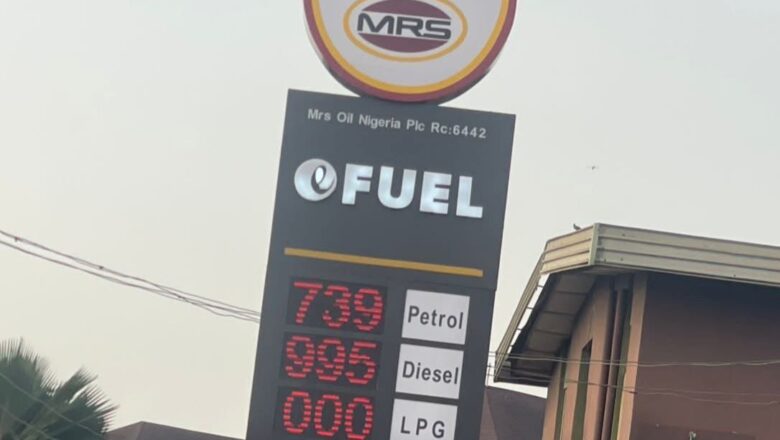 MRS
Mrs Oil Nigeria Plc Rc:6442
e FUEL
739 Petrol
995 Diesel
000 LPG